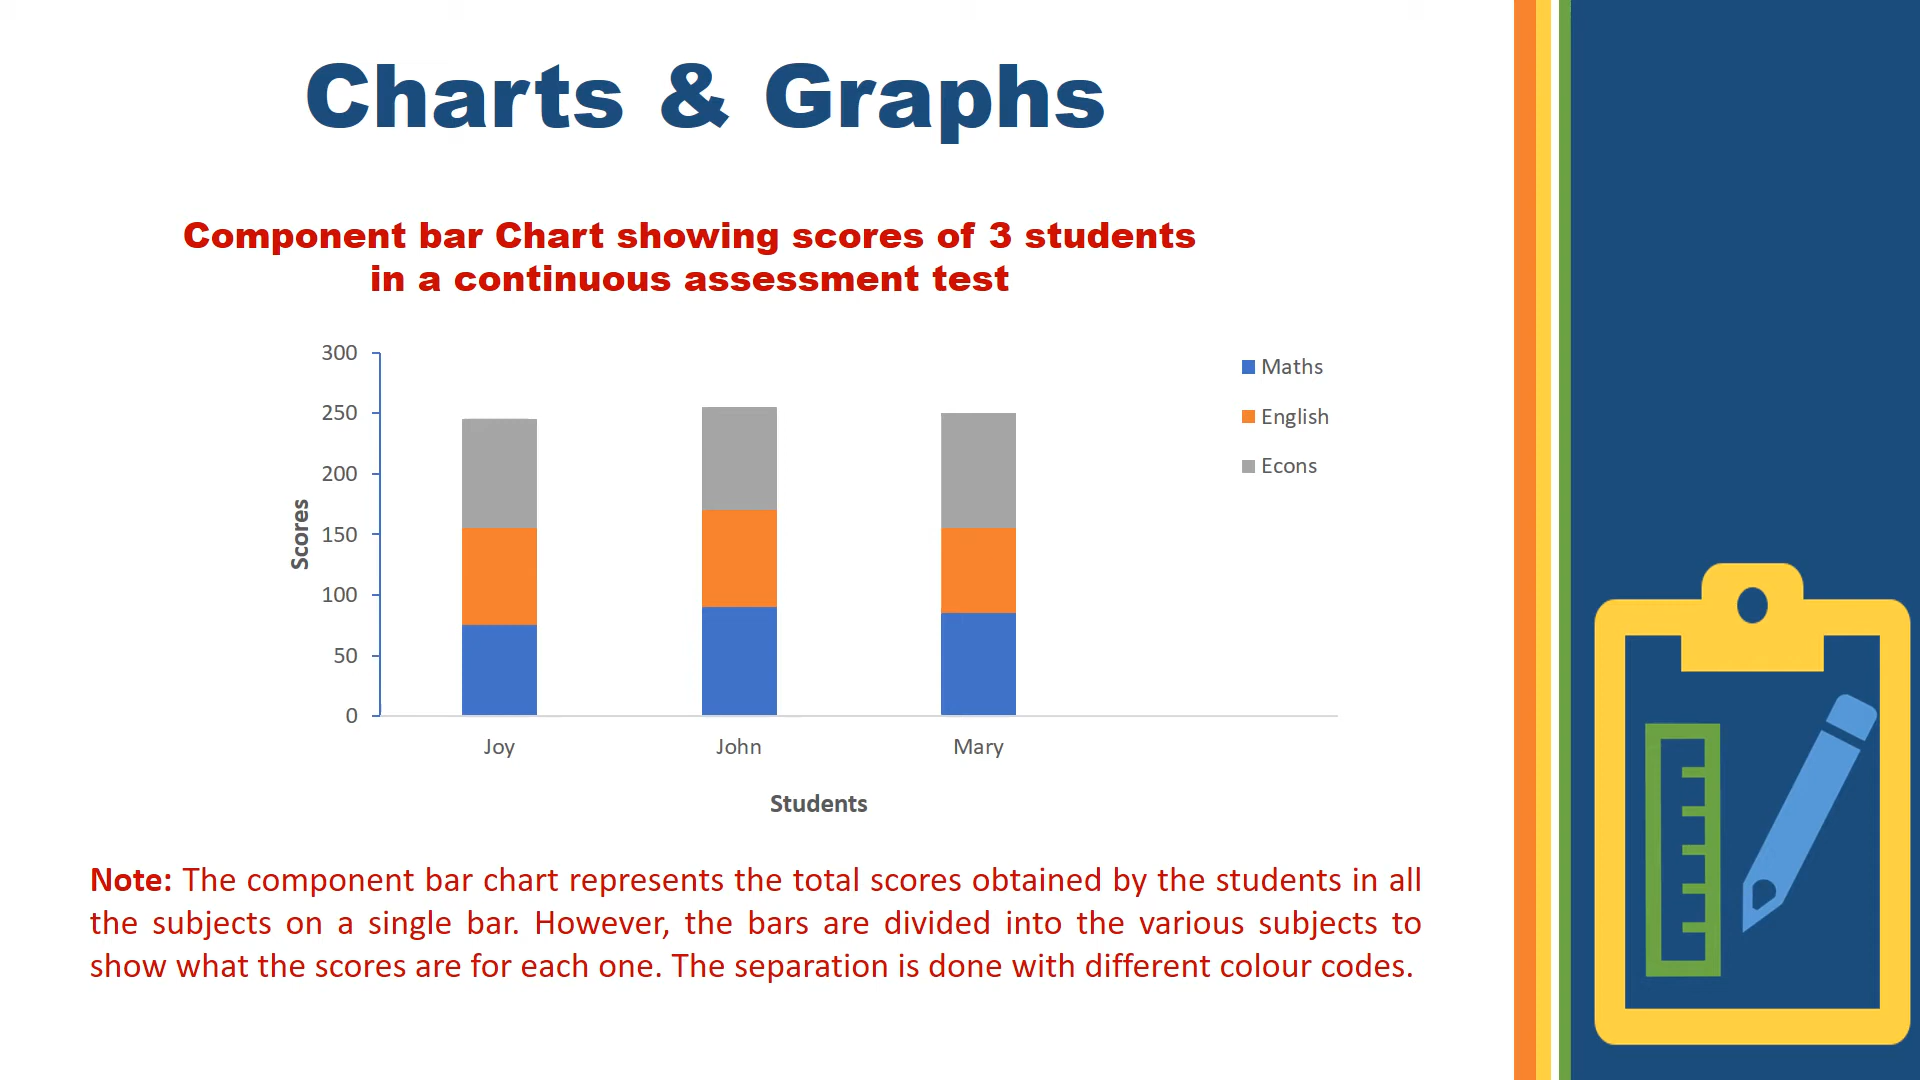 Charts & Graphs
Component bar Chart showing scores of 3 students
in a continuous assessment test
300
250
200
150
100
50
0
Scores
Joy
John
Mary
Students
Maths
English
Econs
Note: The component bar chart represents the total scores obtained by the students in all
the subjects on a single bar. However, the bars are divided into the various subjects to
show what the scores are for each one. The separation is done with different colour codes.